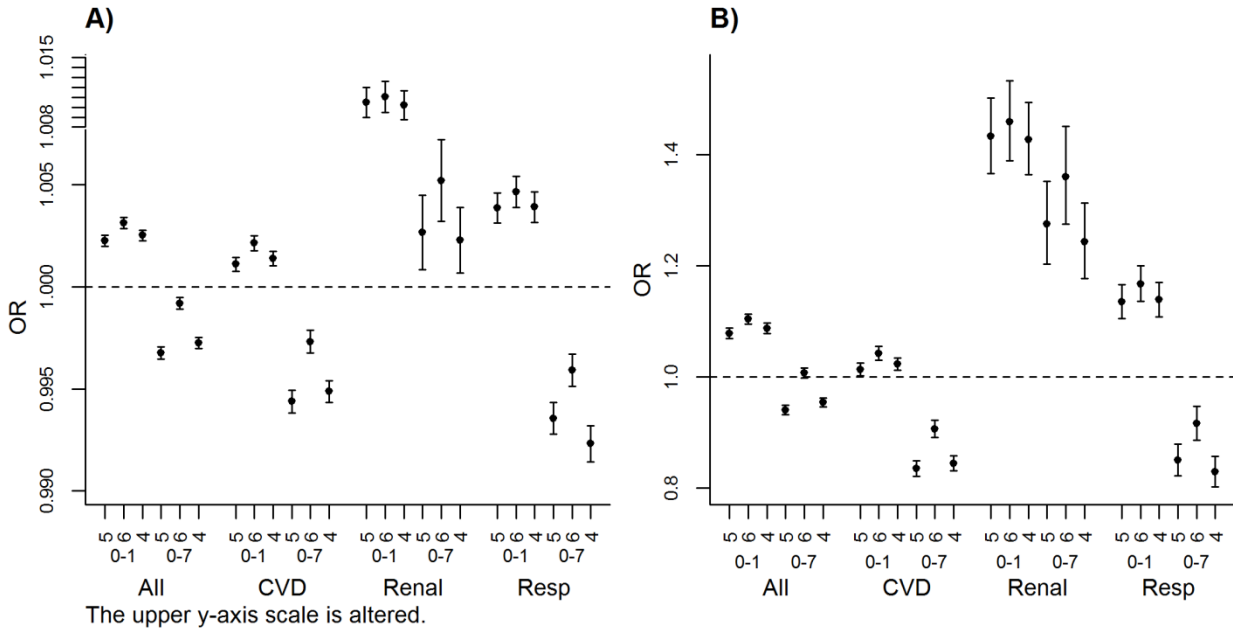 A)
B)
1.015
1.008
1.005
1.000
0.995
0.990
OR
5 6 4 5 6 4 5 6 4 5 6 4 5 6 4 5 6 4 5 6 4 5 6 4
0-1 0-7 0-1 0-7 0-1 0-7 0-1 0-7
All CVD Renal Resp
The upper y-axis scale is altered.
1.4
1.2
1.0
0.8
OR
5 6 4 5 6 4 5 6 4 5 6 4 5 6 4 5 6 4 5 6 4 5 6 4
0-1 0-7 0-1 0-7 0-1 0-7 0-1 0-7
All CVD Renal Resp